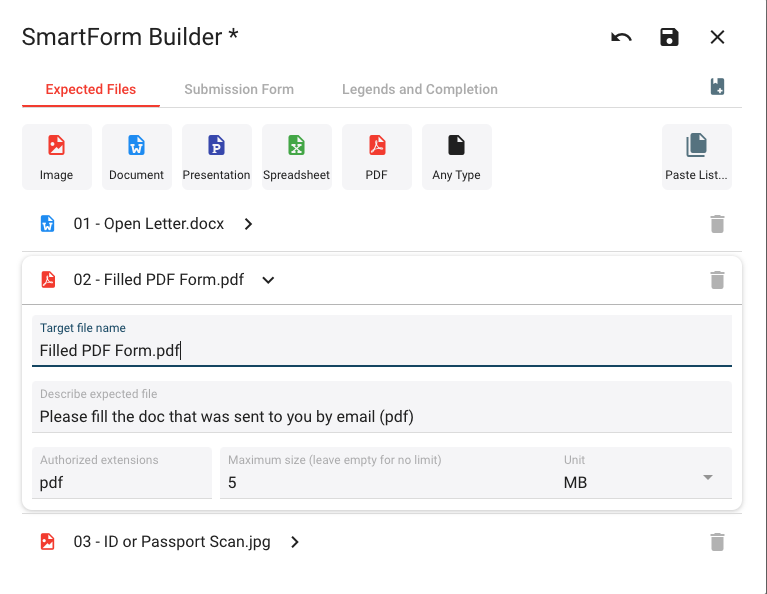 SmartForm Builder *
Expected Files Submission Form Legends and Completion
Image Document Presentation Spreadsheet PDF Any Type Paste List...
01 - Open Letter.docx
02 - Filled PDF Form.pdf
Target file name
Filled PDF Form.pdf
Describe expected file
Please fill the doc that was sent to you by email (pdf)
Authorized extensions Maximum size (leave empty for no limit) Unit
pdf 5 MB
03 - ID or Passport Scan.jpg